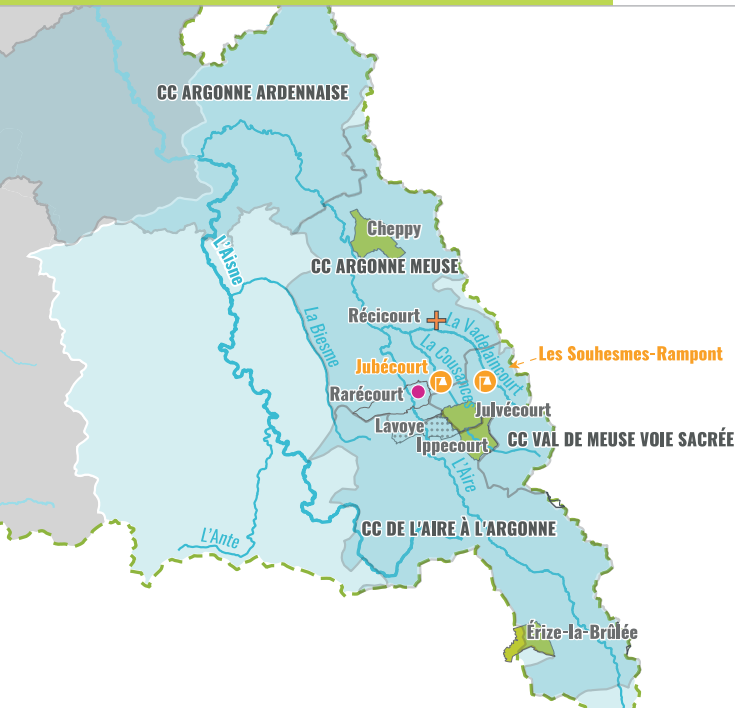 CC ARGONNE ARDENNAISE
Cheppy
L'Aisne
CC ARGONNE MEUSE
La Biesme
Récicourt
La Vadelaincourt
La Cousances
Les Souhesmes-Rampont
Jubécourt
Rarécourt
Julvécourt
Lavoye
CC VAL DE MEUSE VOIE SACRÉE
Ippecourt
L'Aire
CC DE L'AIRE À L'ARGONNE
L'Ante
Érize-la-Brûlée